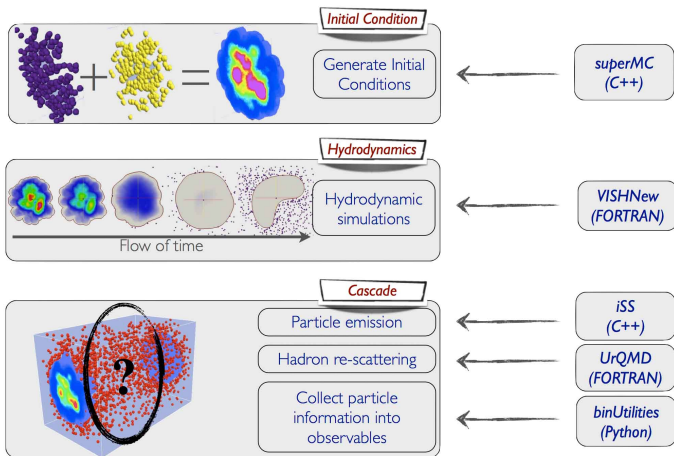 Initial Condition
Generate Initial
Conditions
superMC
(C++)
Hydrodynamics
Hydrodynamic
simulations
Flow of time
VISHNew
(FORTRAN)
Cascade
Particle emission
iSS
(C++)
Hadron re-scattering
UrQMD
(FORTRAN)
Collect particle
information into
observables
binUtilities
(Python)
+
=
?